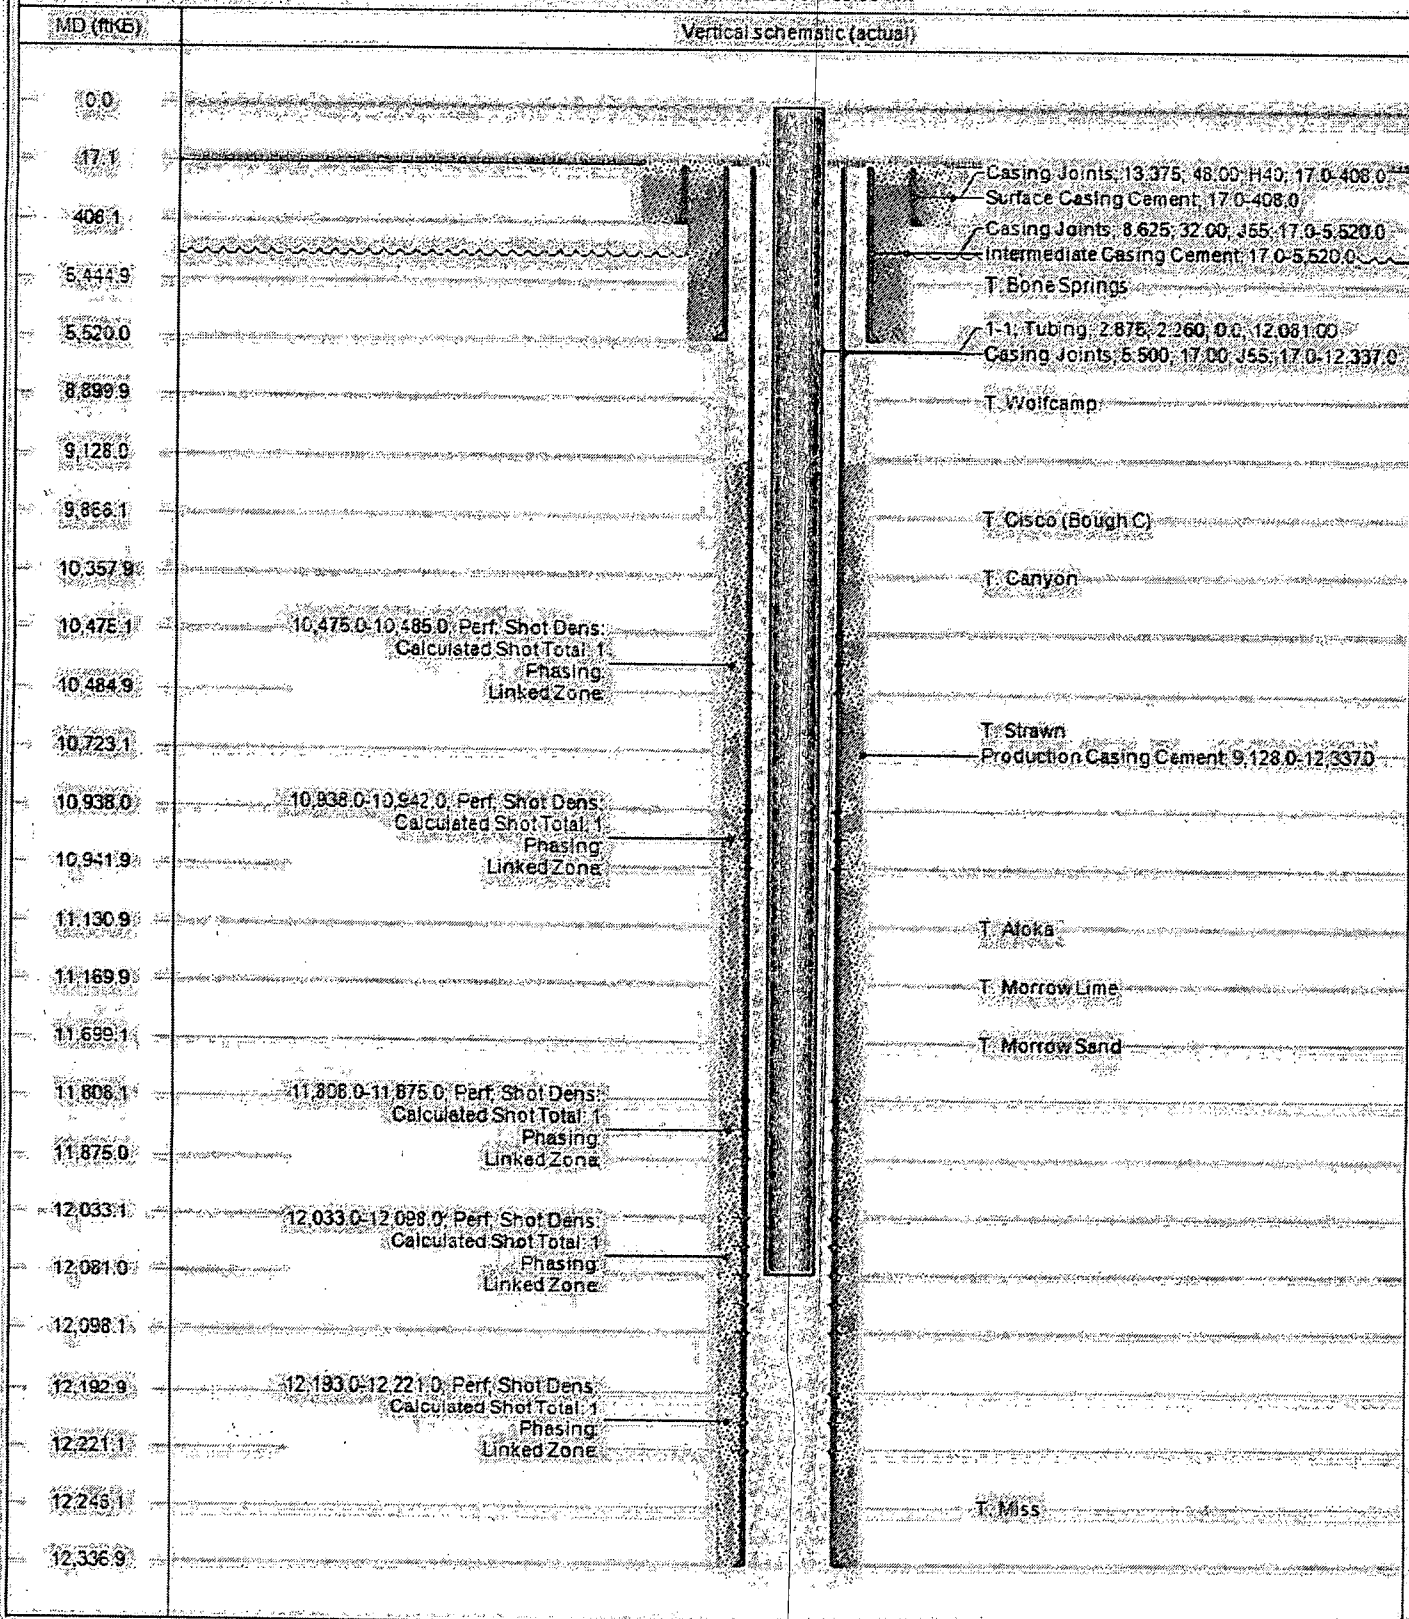 MD (ftKB)
Vertical schematic (actual)
0.0
17.1
Casing Joints; 13.375; 48.00; H40; 17.0-408.0
Surface Casing Cement; 17.0-408.0
408.1
Casing Joints; 8.625; 32.00; J55; 17.0-5,520.0
Intermediate Casing Cement; 17.0-5,520.0
5,444.9
T. Bone Springs
5,520.0
1-1; Tubing; 2.875; 2.260; 0.0; 12,081.00
Casing Joints; 5.500; 17.00; J55; 17.0-12,337.0
8,899.9
T. Wolfcamp
9,128.0
9,866.1
T. Cisco (Bough C)
10,357.9
T. Canyon
10,475.1
10,475.0-10,485.0; Perf; Shot Dens:
Calculated Shot Total: 1
Phasing:
10,484.9
Linked Zone:
10,723.1
T. Strawn
Production Casing Cement; 9,128.0-12,337.0
10,938.0
10,938.0-10,942.0; Perf; Shot Dens:
Calculated Shot Total: 1
Phasing:
10,941.9
Linked Zone:
11,130.9
T. Atoka
11,169.9
T. Morrow Lime
11,699.1
T. Morrow Sand
11,808.1
11,808.0-11,875.0; Perf; Shot Dens:
Calculated Shot Total: 1
Phasing:
11,875.0
Linked Zone:
12,033.1
12,033.0-12,098.0; Perf; Shot Dens:
Calculated Shot Total: 1
Phasing:
12,081.0
Linked Zone:
12,098.1
12,192.9
12,193.0-12,221.0; Perf; Shot Dens:
Calculated Shot Total: 1
Phasing:
12,221.1
Linked Zone:
T. Miss
12,336.9